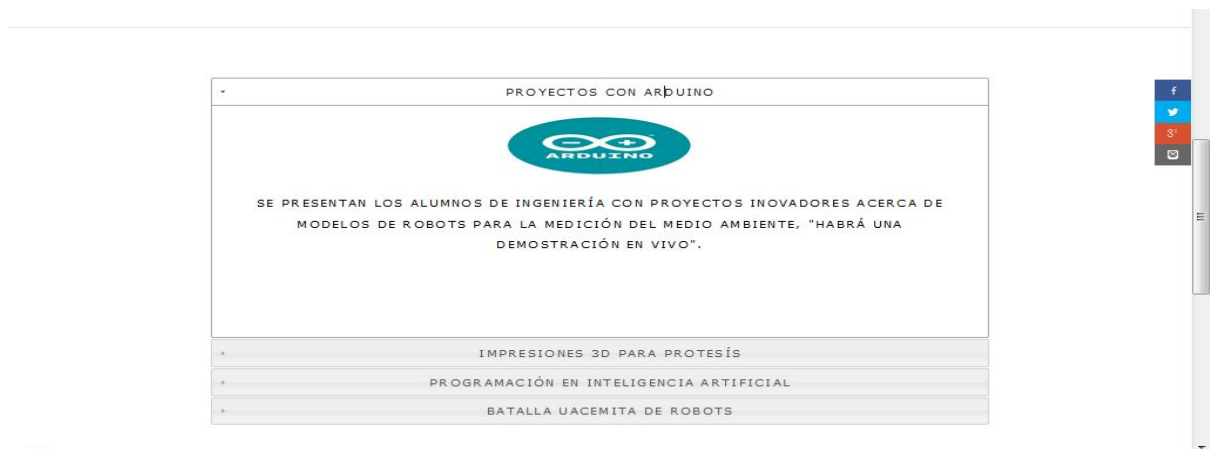 PROYECTOS CON ARDUINO
ARDUINO
SE PRESENTAN LOS ALUMNOS DE INGENIERÍA CON PROYECTOS INOVADORES ACERCA DE
MODELOS DE ROBOTS PARA LA MEDICIÓN DEL MEDIO AMBIENTE, "HABRÁ UNA
DEMOSTRACIÓN EN VIVO".
IMPRESIONES 3D PARA PROTESÍS
PROGRAMACIÓN EN INTELIGENCIA ARTIFICIAL
BATALLA UACEMITA DE ROBOTS